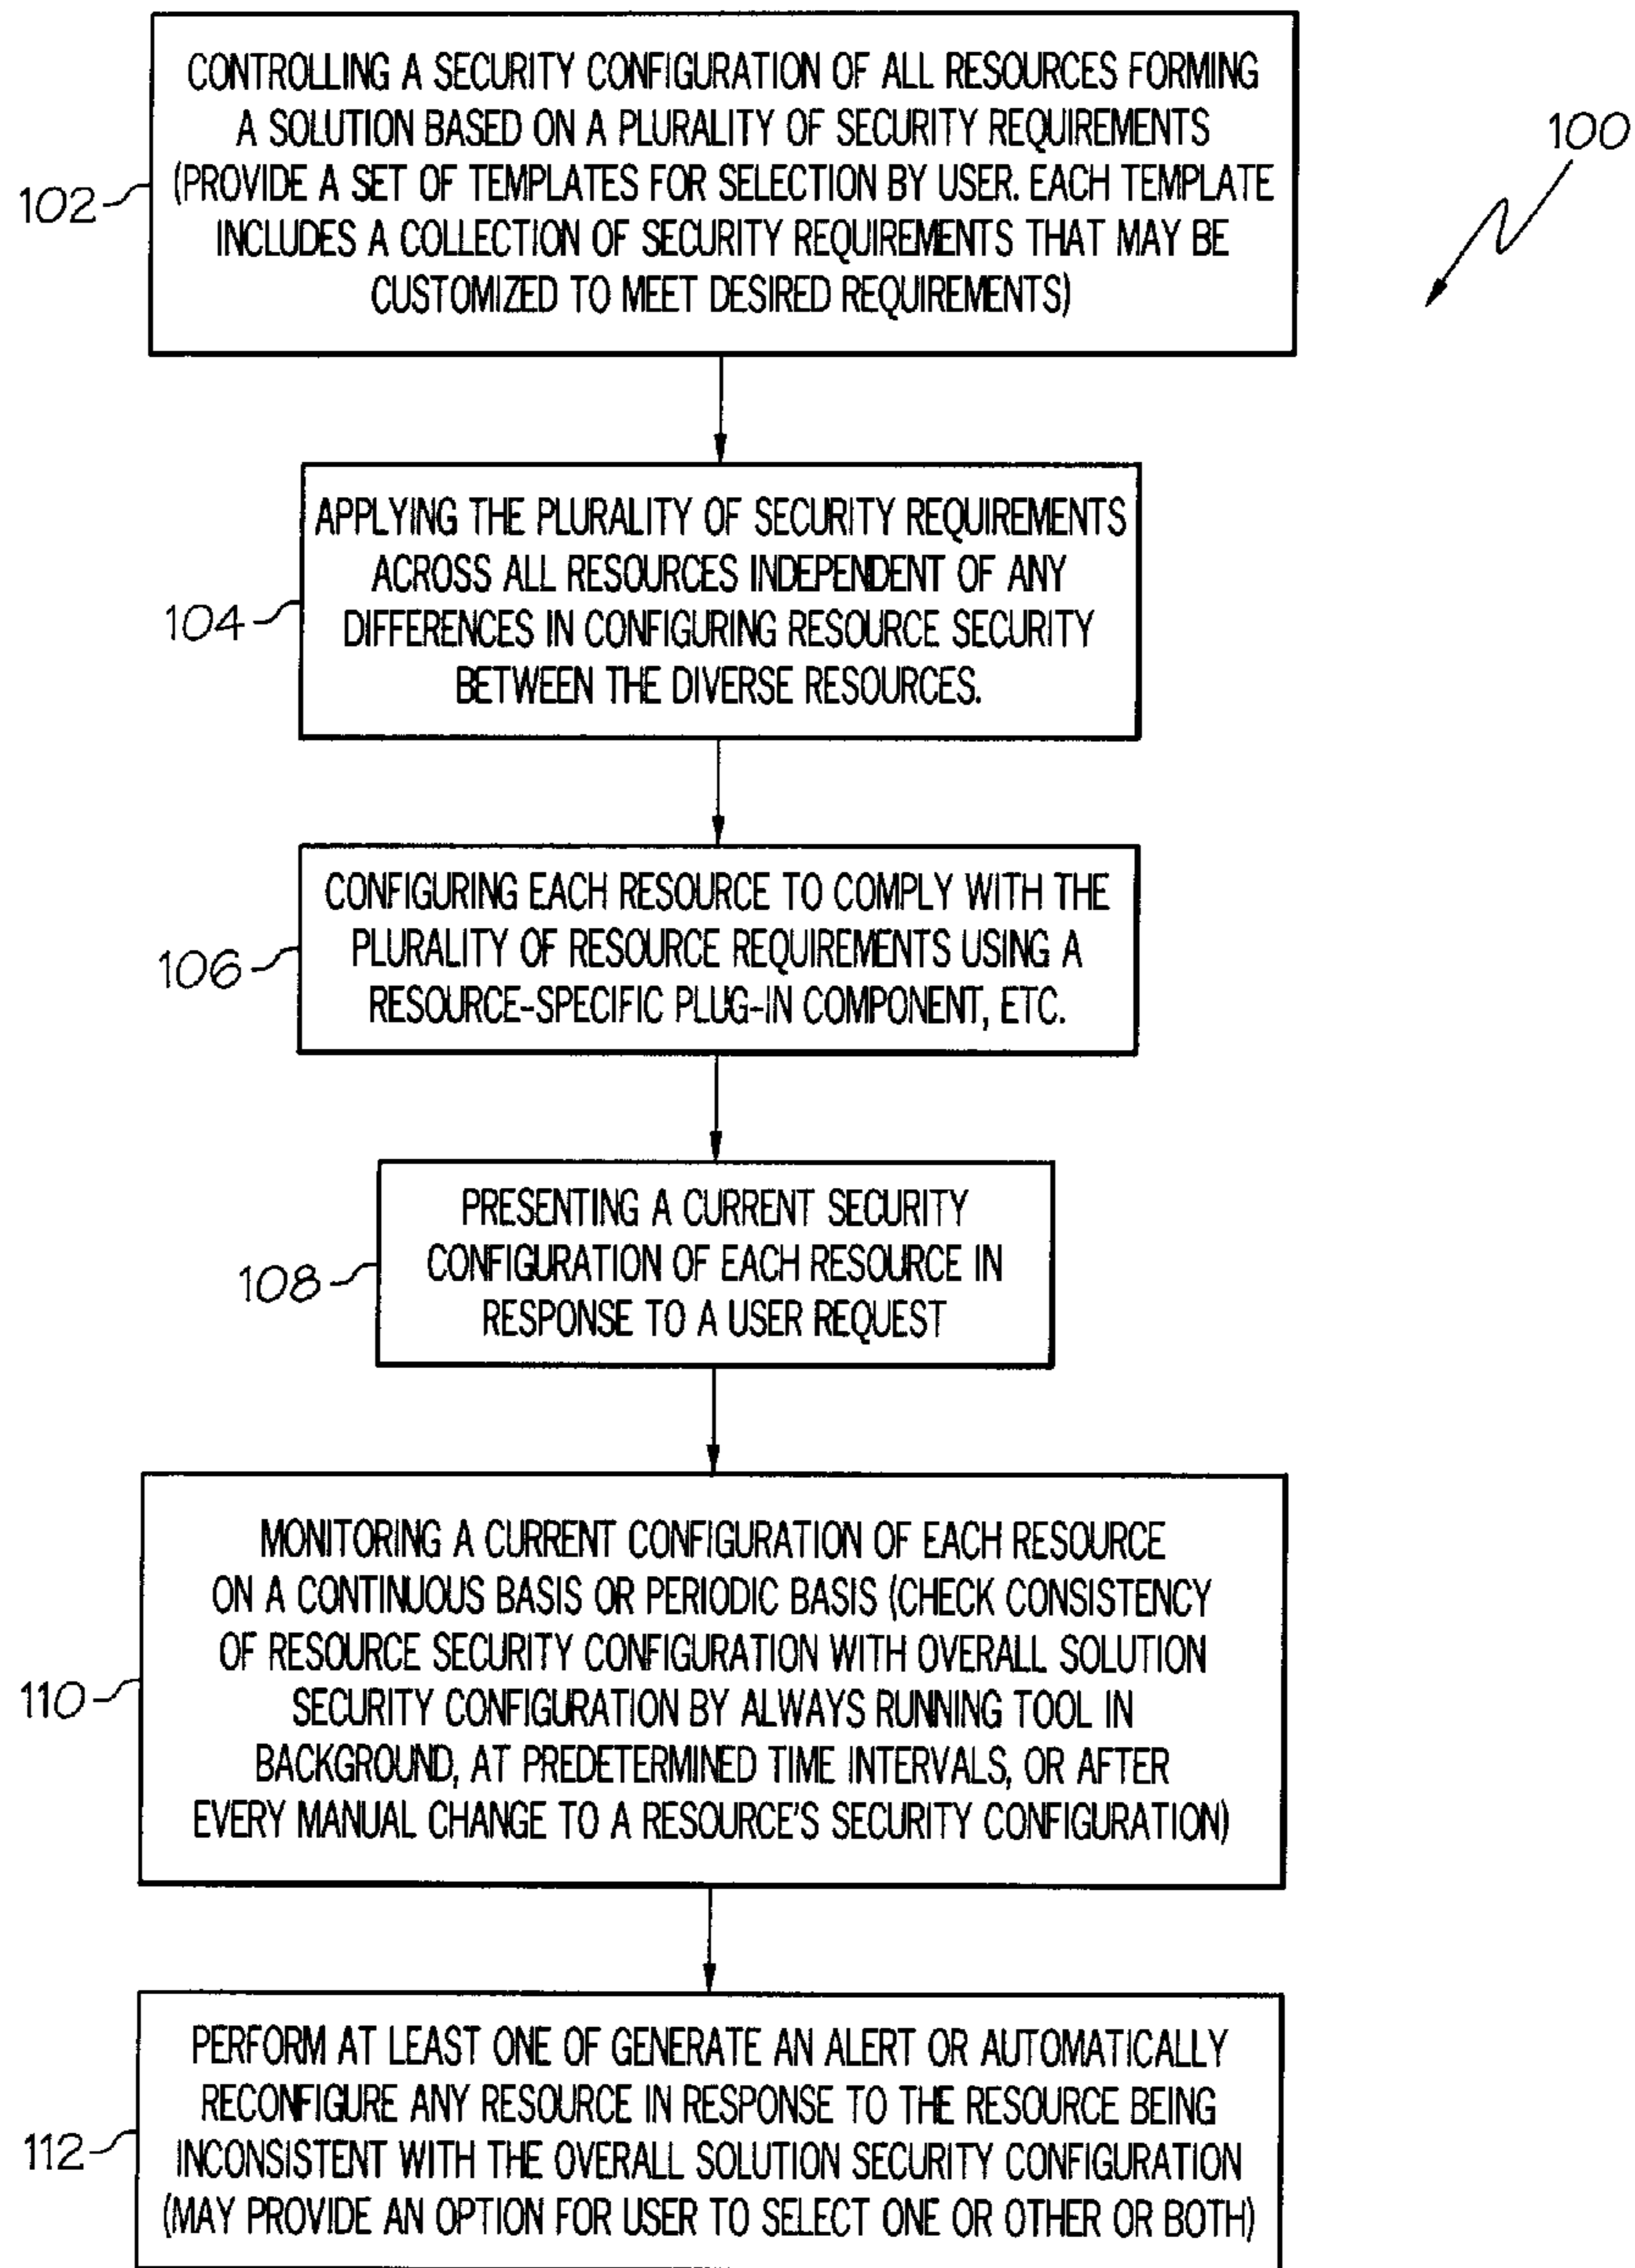 CONTROLLING A SECURITY CONFIGURATION OF ALL RESOURCES FORMING
A SOLUTION BASED ON A PLURALITY OF SECURITY REQUIREMENTS
(PROVIDE A SET OF TEMPLATES FOR SELECTION BY USER. EACH TEMPLATE
INCLUDES A COLLECTION OF SECURITY REQUIREMENTS THAT MAY BE
CUSTOMIZED TO MEET DESIRED REQUIREMENTS)
102
100
APPLYING THE PLURALITY OF SECURITY REQUIREMENTS
ACROSS ALL RESOURCES INDEPENDENT OF ANY
DIFFERENCES IN CONFIGURING RESOURCE SECURITY
BETWEEN THE DIVERSE RESOURCES.
104
CONFIGURING EACH RESOURCE TO COMPLY WITH THE
PLURALITY OF RESOURCE REQUIREMENTS USING A
RESOURCE-SPECIFIC PLUG-IN COMPONENT, ETC.
106
PRESENTING A CURRENT SECURITY
CONFIGURATION OF EACH RESOURCE IN
RESPONSE TO A USER REQUEST
108
MONITORING A CURRENT CONFIGURATION OF EACH RESOURCE
ON A CONTINUOUS BASIS OR PERIODIC BASIS (CHECK CONSISTENCY
OF RESOURCE SECURITY CONFIGURATION WITH OVERALL SOLUTION
SECURITY CONFIGURATION BY ALWAYS RUNNING TOOL IN
BACKGROUND, AT PREDETERMINED TIME INTERVALS, OR AFTER
EVERY MANUAL CHANGE TO A RESOURCE'S SECURITY CONFIGURATION)
110
PERFORM AT LEAST ONE OF GENERATE AN ALERT OR AUTOMATICALLY
RECONFIGURE ANY RESOURCE IN RESPONSE TO THE RESOURCE BEING
INCONSISTENT WITH THE OVERALL SOLUTION SECURITY CONFIGURATION
(MAY PROVIDE AN OPTION FOR USER TO SELECT ONE OR OTHER OR BOTH)
112